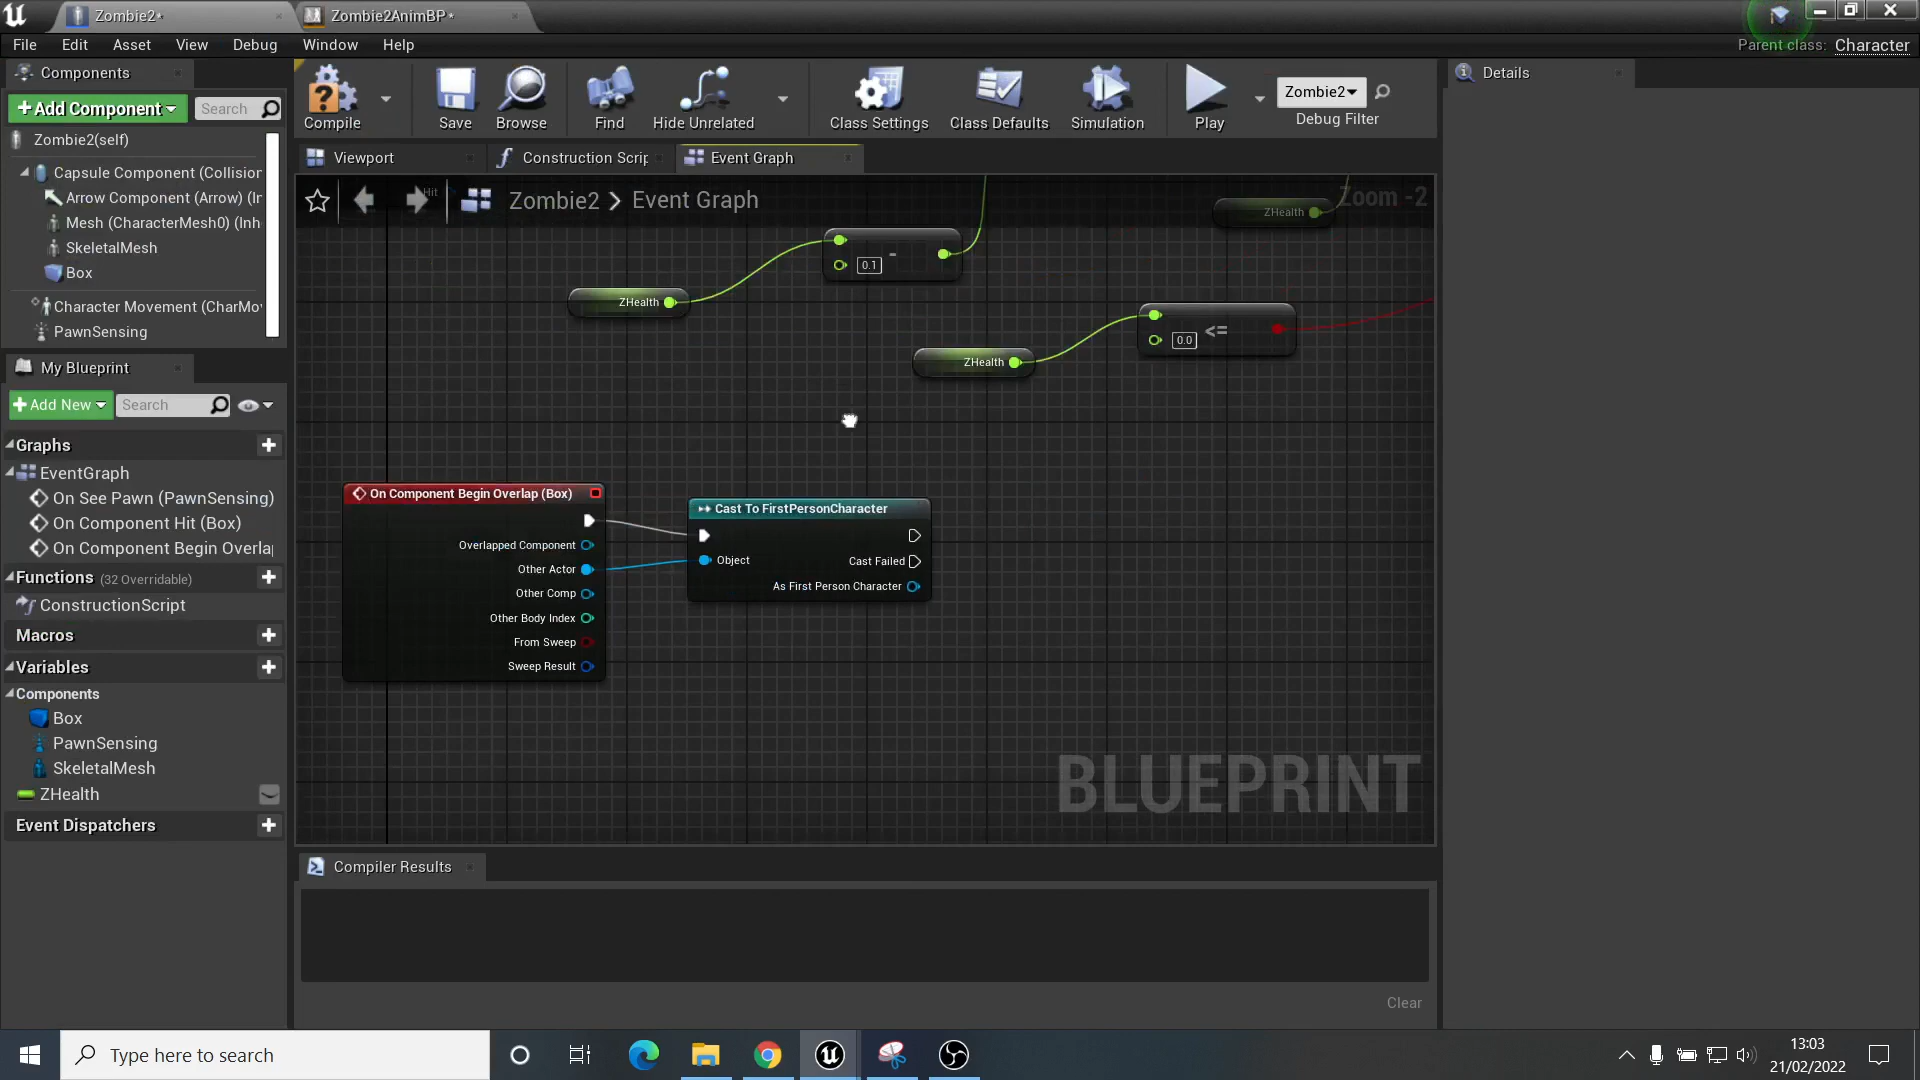 Zombie2*
Zombie2AnimBP*
File Edit Asset View Debug Window Help
Parent class: Character
Components
Add Component
Search
Zombie2(self)
Capsule Component (Collision
Arrow Component (Arrow) (Ir
Mesh (CharacterMesh0) (Inh
SkeletalMesh
Box
Character Movement (CharMo
PawnSensing
My Blueprint
Add New
Search
Graphs
EventGraph
On See Pawn (PawnSensing)
On Component Hit (Box)
On Component Begin Overla
Functions (32 Overridable)
ConstructionScript
Macros
Variables
Components
Box
PawnSensing
SkeletalMesh
ZHealth
Event Dispatchers
Compile
Save
Browse
Find
Hide Unrelated
Class Settings
Class Defaults
Simulation
Play
Zombie2
Debug Filter
Viewport
Construction Scrip
Event Graph
Hit
Zombie2 > Event Graph
Zoom -2
ZHealth
0.1 -
ZHealth
0.0 <=
ZHealth
On Component Begin Overlap (Box)
Overlapped Component
Other Actor
Other Comp
Other Body Index
From Sweep
Sweep Result
Cast To FirstPersonCharacter
Object
Cast Failed
As First Person Character
BLUEPRINT
Compiler Results
Clear
Details
Type here to search
13:03
21/02/2022